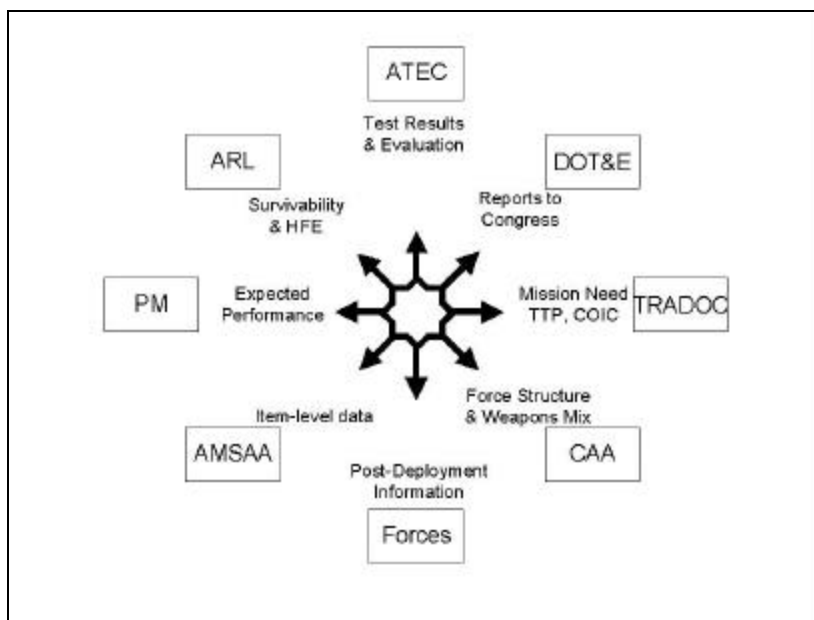 ATEC
Test Results
& Evaluation
ARL
DOT&E
Survivability
& HFE
Reports to
Congress
PM
Expected
Performance
Mission Need
TTP, COIC
TRADOC
Force Structure
& Weapons Mix
Item-level data
AMSAA
CAA
Post-Deployment
Information
Forces